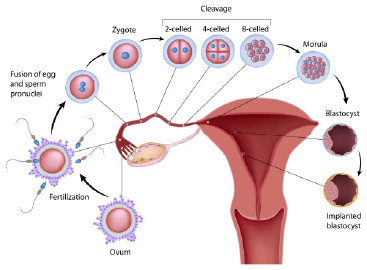 Cleavage
Zygote
2-celled 4-celled 8-celled
Morula
Fusion of egg
and sperm
pronuclei
Blastocyst
Fertilization
Implanted
blastocyst
Ovum